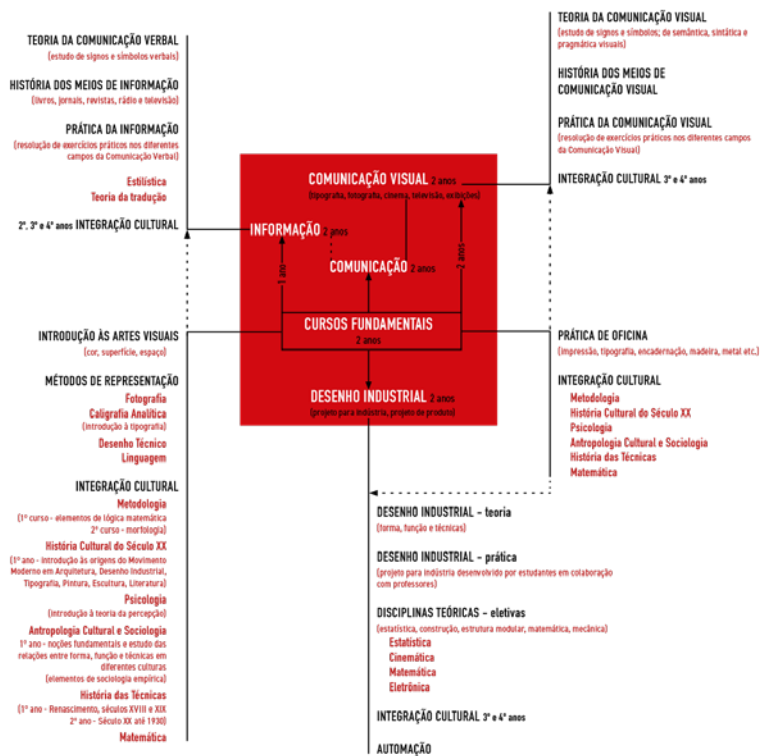 TEORIA DA COMUNICAÇÃO VERBAL
(estudo de signos e símbolos verbais)
HISTÓRIA DOS MEIOS DE INFORMAÇÃO
(livros, jornais, revistas, rádio e televisão)
PRÁTICA DA INFORMAÇÃO
(resolução de exercícios práticos nos diferentes
campos da Comunicação Verbal)
Estilística
Teoria da tradução
2º, 3º e 4º anos INTEGRAÇÃO CULTURAL
TEORIA DA COMUNICAÇÃO VISUAL
(estudo de signos e símbolos; de semântica, sintática e
pragmática visuais)
HISTÓRIA DOS MEIOS DE
COMUNICAÇÃO VISUAL
PRÁTICA DA COMUNICAÇÃO VISUAL
(resolução de exercícios práticos nos diferentes campos
da Comunicação Visual)
INTEGRAÇÃO CULTURAL 3º e 4º anos
COMUNICAÇÃO VISUAL 2 anos
(tipografia, fotografia, cinema, televisão, exibições)
INFORMAÇÃO 2 anos
COMUNICAÇÃO 2 anos
1 ano
2 anos
CURSOS FUNDAMENTAIS
2 anos
DESENHO INDUSTRIAL 2 anos
(projeto para indústria, projeto de produto)
INTRODUÇÃO ÀS ARTES VISUAIS
(cor, superfície, espaço)
MÉTODOS DE REPRESENTAÇÃO
Fotografia
Caligrafia Analítica
(introdução à tipografia)
Desenho Técnico
Linguagem
INTEGRAÇÃO CULTURAL
Metodologia
(1º curso - elementos de lógica matemática
2º curso - morfologia)
História Cultural do Século XX
(1º ano - introdução às origens do Movimento
Moderno em Arquitetura, Desenho Industrial,
Tipografia, Pintura, Escultura, Literatura)
Psicologia
(introdução à teoria da percepção)
Antropologia Cultural e Sociologia
1º ano - noções fundamentais e estudo das
relações entre forma, função e técnicas em
diferentes culturas
(elementos de sociologia empírica)
História das Técnicas
(1º ano - Renascimento, séculos XVIII e XIX
2º ano - Século XX até 1930)
Matemática
PRÁTICA DE OFICINA
(impressão, tipografia, encadernação, madeira, metal etc.)
INTEGRAÇÃO CULTURAL
Metodologia
História Cultural do Século XX
Psicologia
Antropologia Cultural e Sociologia
História das Técnicas
Matemática
DESENHO INDUSTRIAL – teoria
(forma, função e técnicas)
DESENHO INDUSTRIAL – prática
(projeto para indústria desenvolvido por estudantes em colaboração
com professores)
DISCIPLINAS TEÓRICAS – eletivas
(estatística, construção, estrutura modular, matemática, mecânica)
Estatística
Cinemática
Matemática
Eletrônica
INTEGRAÇÃO CULTURAL 3º e 4º anos
AUTOMAÇÃO